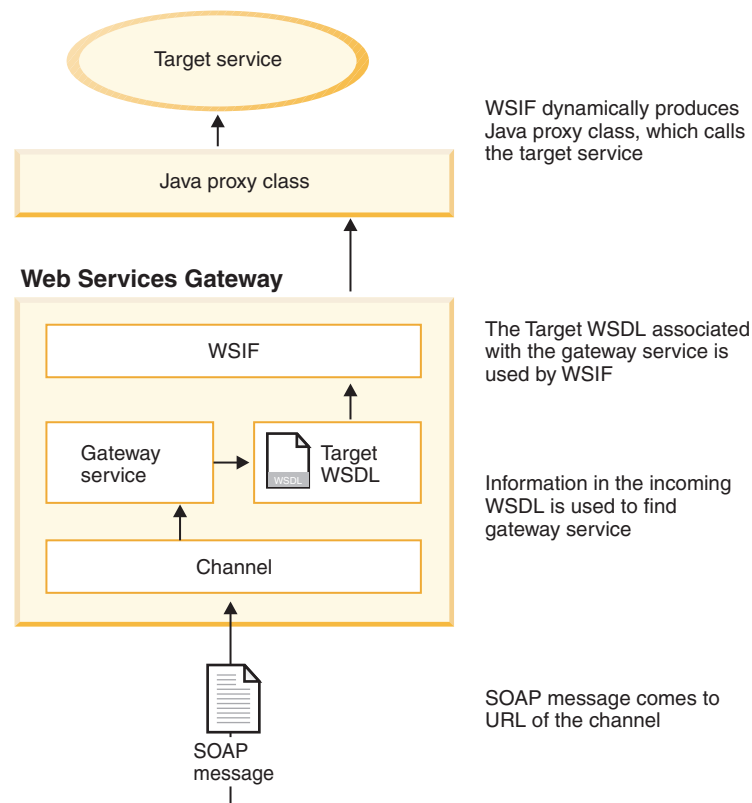 Target service
WSIF dynamically produces
Java proxy class, which calls
the target service
Java proxy class
Web Services Gateway
WSIF
The Target WSDL associated
with the gateway service is
used by WSIF
Gateway
service
WSDL
Target
WSDL
Information in the incoming
WSDL is used to find
gateway service
Channel
SOAP message comes to
URL of the channel
SOAP
message